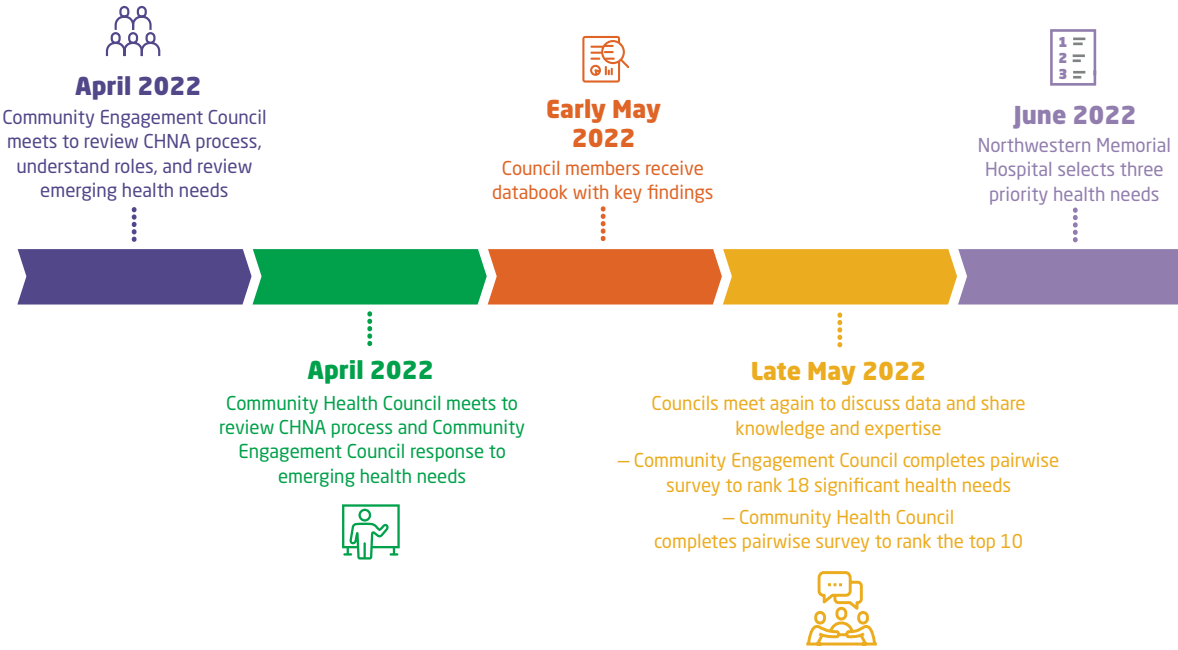 April 2022
Community Engagement Council
meets to review CHNA process,
understand roles, and review
emerging health needs
April 2022
Community Health Council meets to
review CHNA process and Community
Engagement Council response to
emerging health needs
Early May
2022
Council members receive
databook with key findings
Late May 2022
Councils meet again to discuss data and share
knowledge and expertise
— Community Engagement Council completes pairwise
survey to rank 18 significant health needs
— Community Health Council
completes pairwise survey to rank the top 10
1
2
3
June 2022
Northwestern Memorial
Hospital selects three
priority health needs